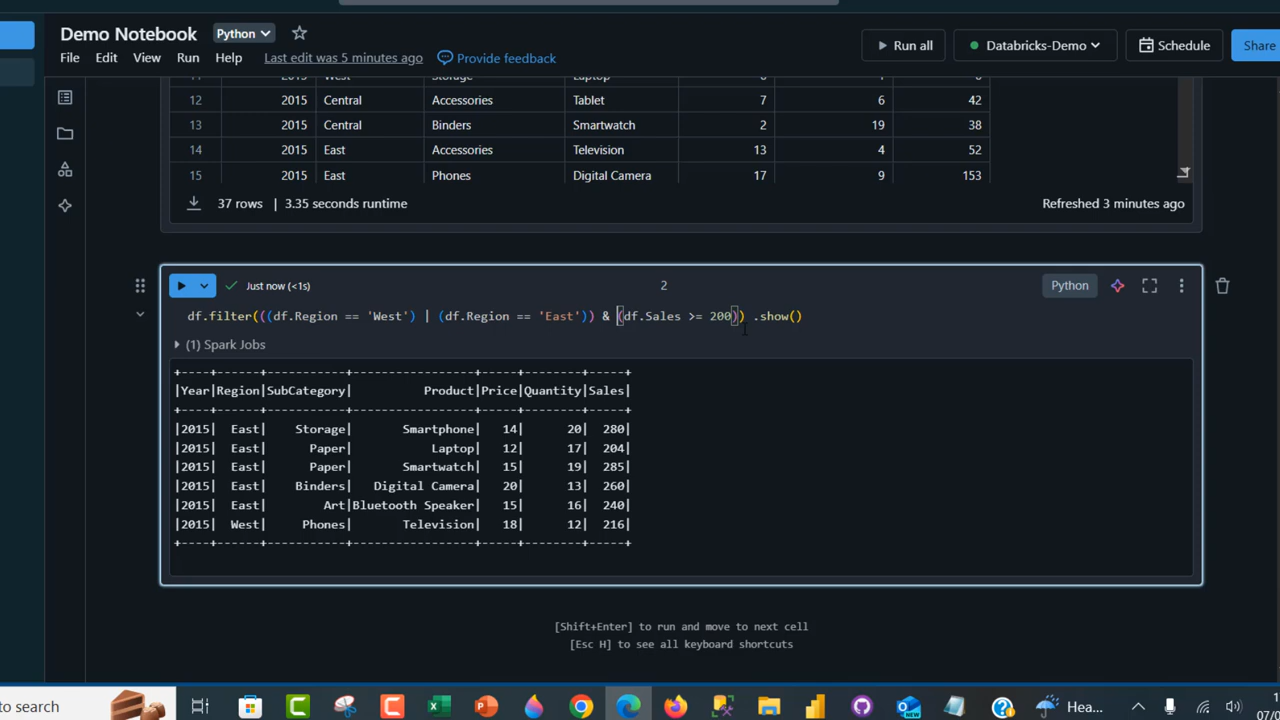 Demo Notebook Python
File Edit View Run Help Last edit was 5 minutes ago Provide feedback
Run all Databricks-Demo Schedule Share
2015 West Storage Laptop
12 2015 Central Accessories Tablet 7 6 42
13 2015 Central Binders Smartwatch 2 19 38
14 2015 East Accessories Television 13 4 52
15 2015 East Phones Digital Camera 17 9 153
37 rows | 3.35 seconds runtime Refreshed 3 minutes ago
Just now (<1s) 2 Python
df.filter(((df.Region == 'West') | (df.Region == 'East')) & (df.Sales >= 200)) .show()
(1) Spark Jobs
+----+------+-----------+-----------------+-----+--------+-----+
|Year|Region|SubCategory|          Product|Price|Quantity|Sales|
+----+------+-----------+-----------------+-----+--------+-----+
|2015|  East|    Storage|       Smartphone|   14|      20|  280|
|2015|  East|      Paper|           Laptop|   12|      17|  204|
|2015|  East|      Paper|       Smartwatch|   15|      19|  285|
|2015|  East|    Binders|   Digital Camera|   20|      13|  260|
|2015|  East|        Art|Bluetooth Speaker|   15|      16|  240|
|2015|  West|     Phones|       Television|   18|      12|  216|
+----+------+-----------+-----------------+-----+--------+-----+
[Shift+Enter] to run and move to next cell
[Esc H] to see all keyboard shortcuts
to search Hea...